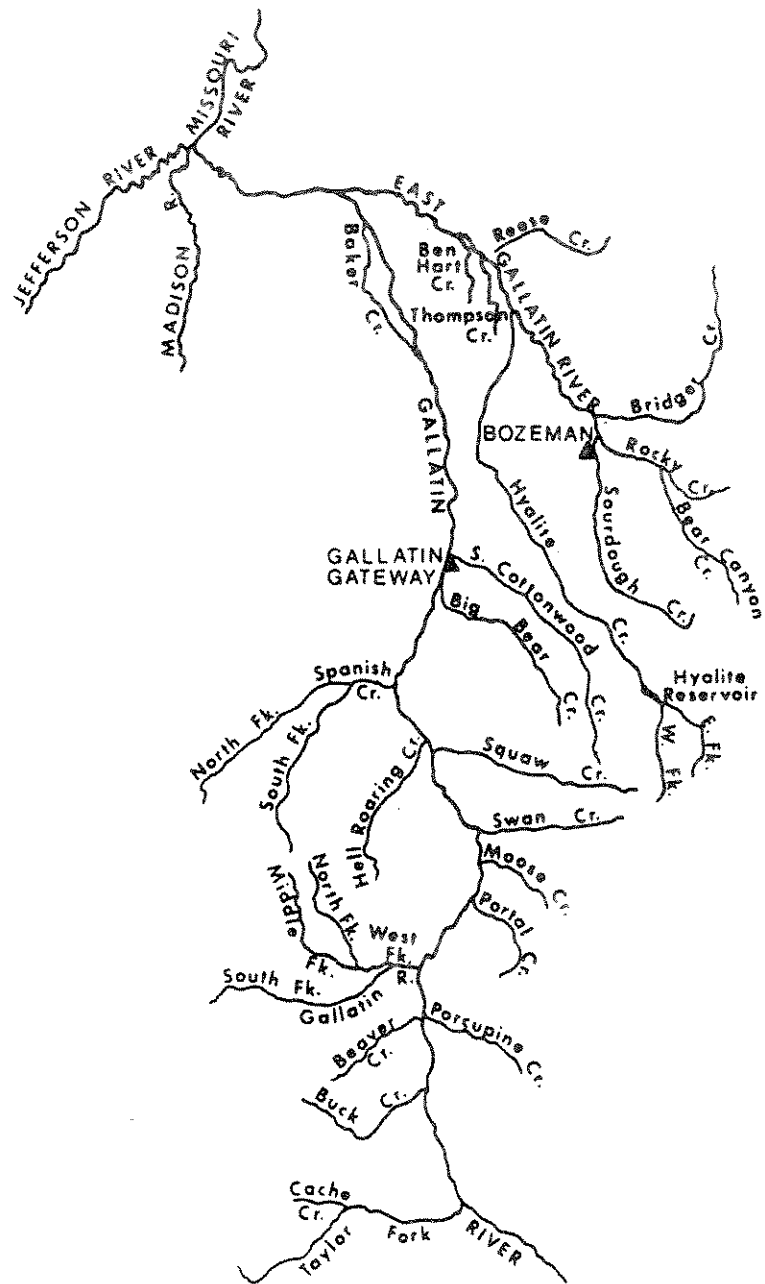 MISSOURI
RIVER
JEFFERSON RIVER
MADISON R.
EAST
GALLATIN RIVER
Reese Cr.
Ben
Hart
Cr.
Baker Cr.
Thompson
Cr.
Bridger Cr.
BOZEMAN
Rocky Cr.
Bear Canyon
Cr.
Sourdough Cr.
GALLATIN
Hyalite Cr.
GALLATIN
GATEWAY
S. Cottonwood Cr.
Big Bear Cr.
Hyalite
Reservoir
E. Fk.
W. Fk.
Spanish
Cr.
North Fk.
South Fk.
Hell Roaring Cr.
Squaw Cr.
Swan Cr.
Moose Cr.
Portal Cr.
North Fk.
Middle Fk.
West
Fk.
R.
South Fk.
Gallatin
Beaver
Cr.
Porcupine Cr.
Buck Cr.
Cache
Cr.
Taylor Fork
RIVER